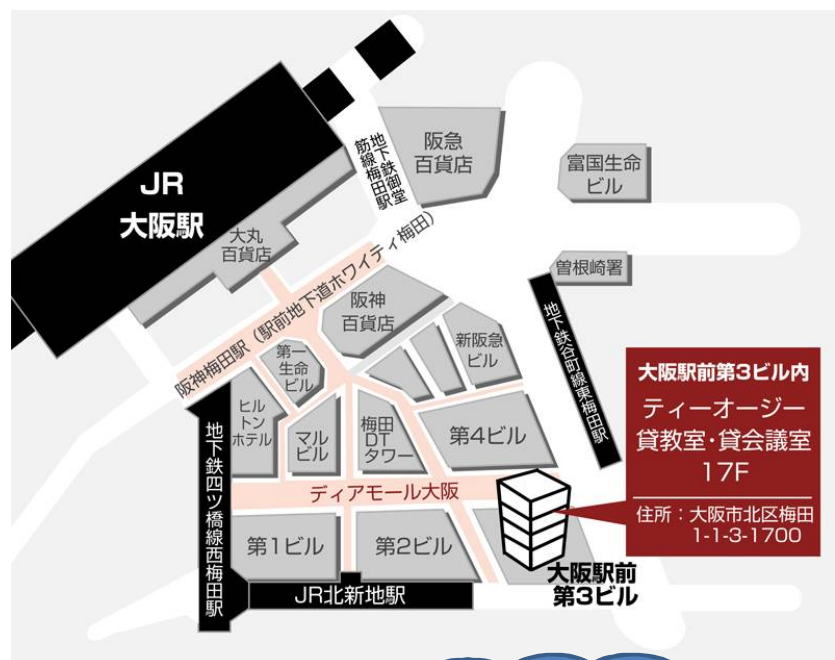 JR
大阪駅
地下鉄御堂
筋線梅田駅
阪急
百貨店
富国生命
ビル
大丸
百貨店
曽根崎署
阪神梅田駅(駅前地下道ホワイティ梅田)
阪神
百貨店
新阪急
ビル
地下鉄谷町線東梅田駅
第一
生命
ビル
ヒル
トン
ホテル
マル
ビル
梅田
DT
タワー
第4ビル
大阪駅前第3ビル内
ティーオージー
貸教室・貸会議室
17F
住所:大阪市北区梅田
1-1-3-1700
地下鉄四ツ橋線西梅田駅
ディアモール大阪
第1ビル
第2ビル
大阪駅前
第3ビル
JR北新地駅